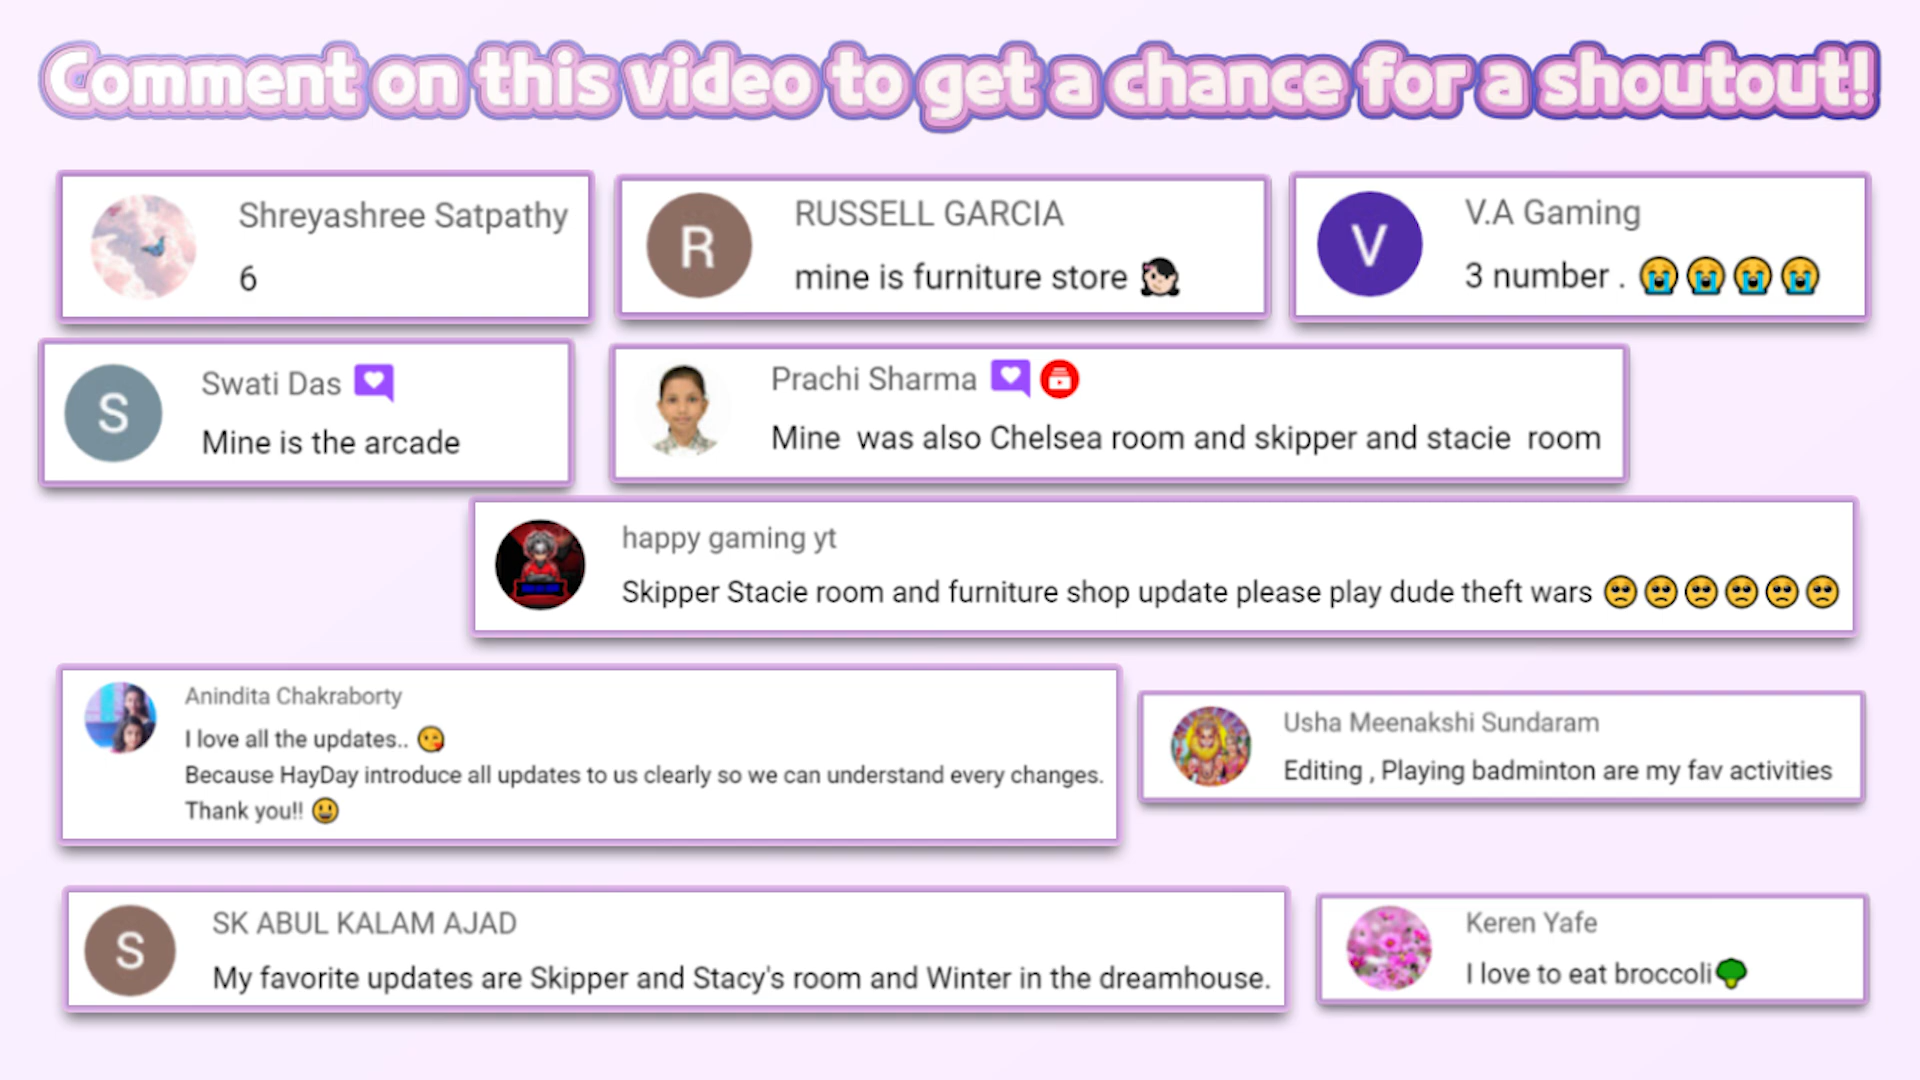 Comment on this video to get a chance for a shoutout!
Shreyashree Satpathy
6
RUSSELL GARCIA
mine is furniture store 👧🏻
V.A Gaming
3 number . 😭😭😭😭
Swati Das
Mine is the arcade
Prachi Sharma
Mine  was also Chelsea room and skipper and stacie  room
happy gaming yt
Skipper Stacie room and furniture shop update please play dude theft wars 🥺🥺🥺🥺🥺🥺
Anindita Chakraborty
I love all the updates.. 😘
Because HayDay introduce all updates to us clearly so we can understand every changes.
Thank you!! 😃
Usha Meenakshi Sundaram
Editing , Playing badminton are my fav activities
SK ABUL KALAM AJAD
My favorite updates are Skipper and Stacy's room and Winter in the dreamhouse.
Keren Yafe
I love to eat broccoli🥦
R
V
S
S